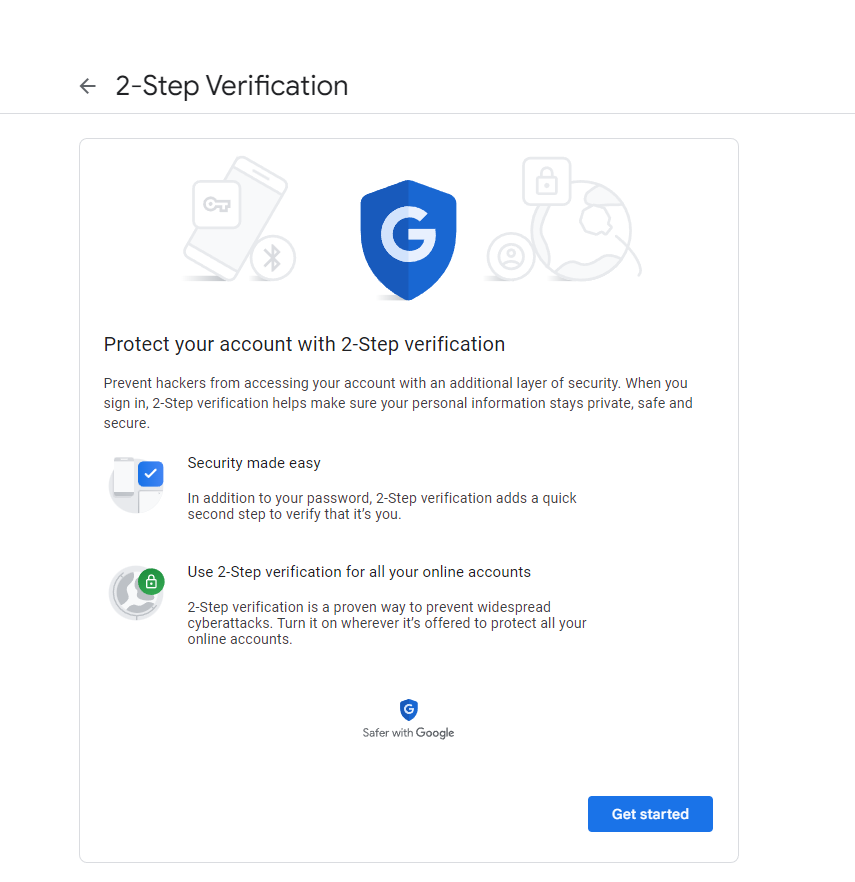 2-Step Verification
Protect your account with 2-Step verification
Prevent hackers from accessing your account with an additional layer of security. When you
sign in, 2-Step verification helps make sure your personal information stays private, safe and
secure.
Security made easy
In addition to your password, 2-Step verification adds a quick
second step to verify that it’s you.
Use 2-Step verification for all your online accounts
2-Step verification is a proven way to prevent widespread
cyberattacks. Turn it on wherever it’s offered to protect all your
online accounts.
Safer with Google
Get started